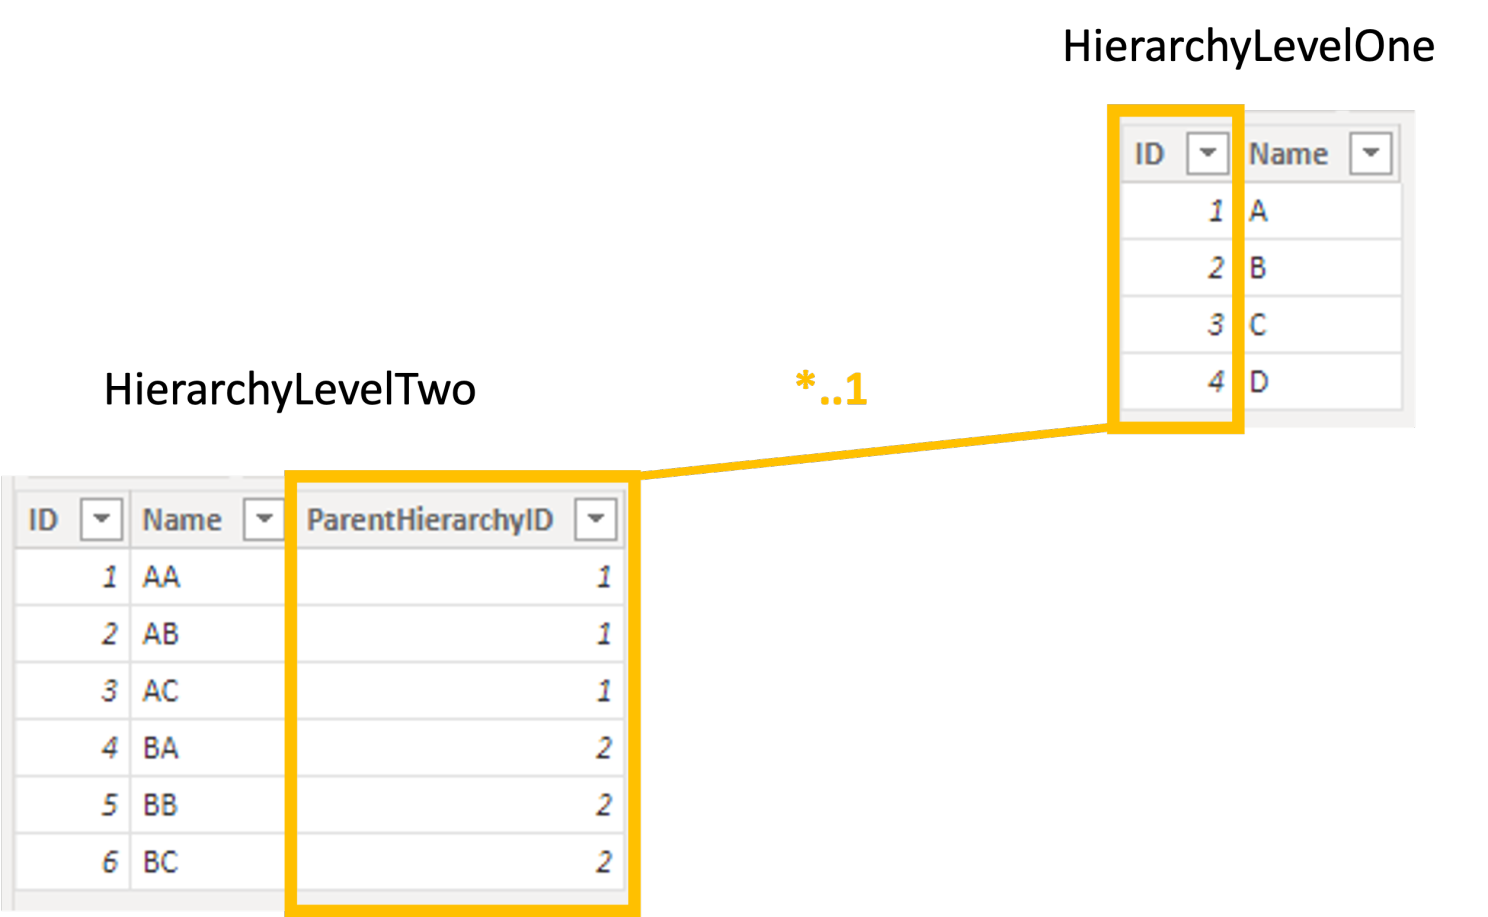 HierarchyLevelOne
ID Name
1 A
2 B
3 C
4 D
HierarchyLevelTwo
*..1
ID Name ParentHierarchyID
1 AA 1
2 AB 1
3 AC 1
4 BA 2
5 BB 2
6 BC 2